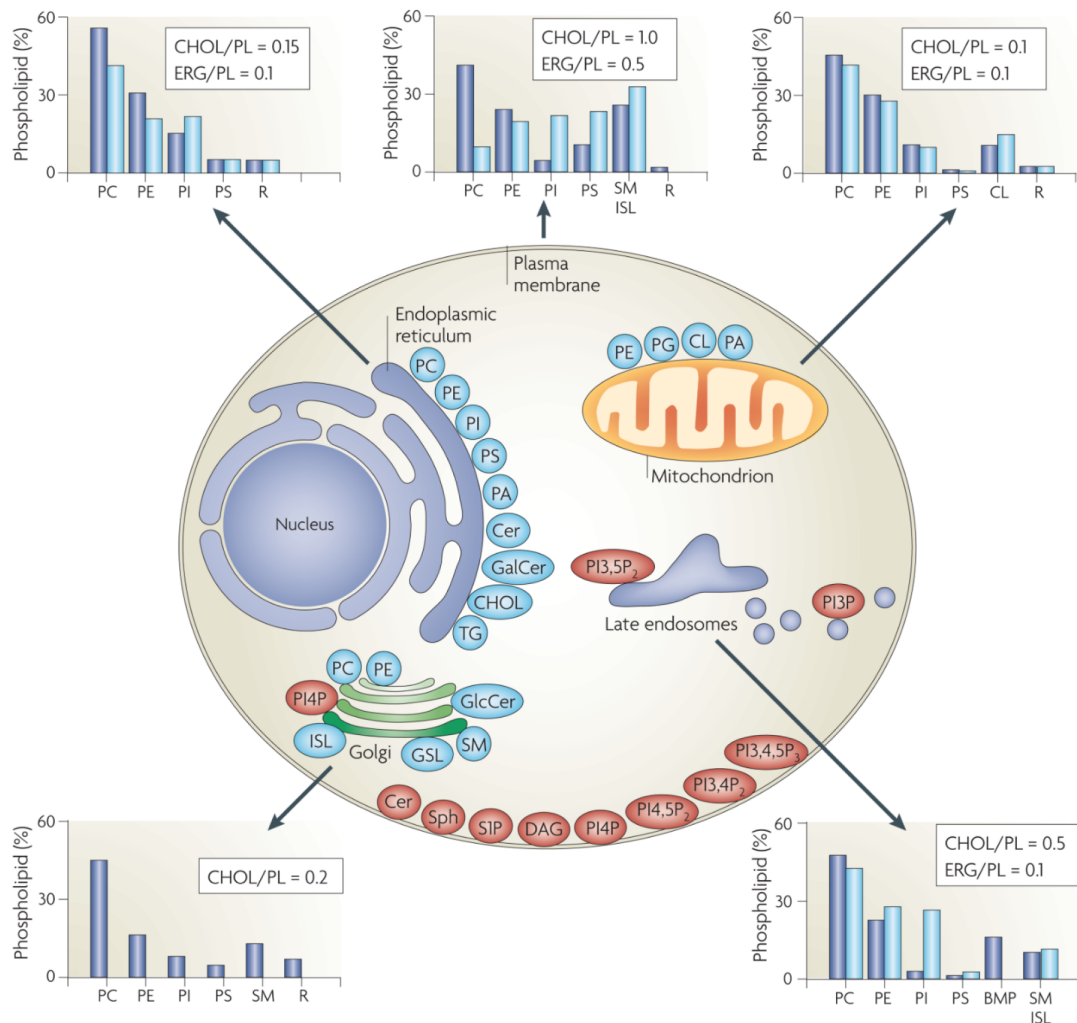 Phospholipid (%)
60
30
0
CHOL/PL = 0.15
ERG/PL = 0.1
PC PE PI PS R
Phospholipid (%)
60
30
0
CHOL/PL = 1.0
ERG/PL = 0.5
PC PE PI PS SM R
ISL
Phospholipid (%)
60
30
0
CHOL/PL = 0.1
ERG/PL = 0.1
PC PE PI PS CL R
Plasma
membrane
Endoplasmic
reticulum
PC
PE
PI
PS
PA
Cer
GalCer
CHOL
TG
Nucleus
PE PG CL PA
Mitochondrion
PI3,5P₂
Late endosomes
PI3P
PC PE
PI4P
GlcCer
ISL
Golgi
GSL
SM
Cer
Sph
S1P
DAG
PI4P
PI4,5P₂
PI3,4P₂
PI3,4,5P₃
Phospholipid (%)
60
30
0
CHOL/PL = 0.2
PC PE PI PS SM R
Phospholipid (%)
60
30
0
CHOL/PL = 0.5
ERG/PL = 0.1
PC PE PI PS BMP SM
ISL